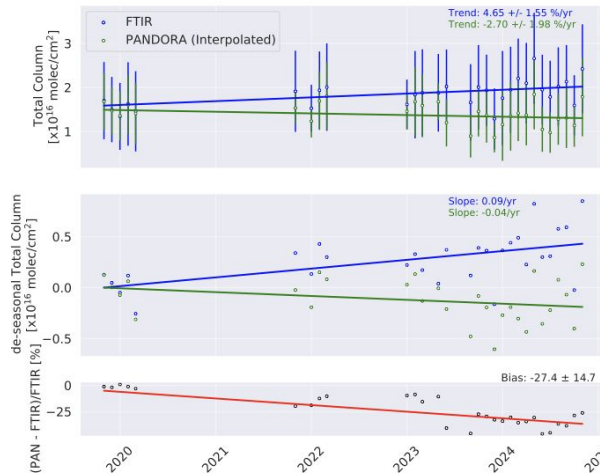 FTIR
PANDORA (Interpolated)
Trend: 4.65 +/- 1.55 %/yr
Trend: -2.70 +/- 1.98 %/yr
Total Column
[x10¹⁶ molec/cm²]
3
2
1
Slope: 0.09/yr
Slope: -0.04/yr
de-seasonal Total Column
[x10¹⁶ molec/cm²]
0.5
0.0
−0.5
Bias: -27.4 ± 14.7
(PAN - FTIR)/FTIR [%]
0
−25
2020
2021
2022
2023
2024